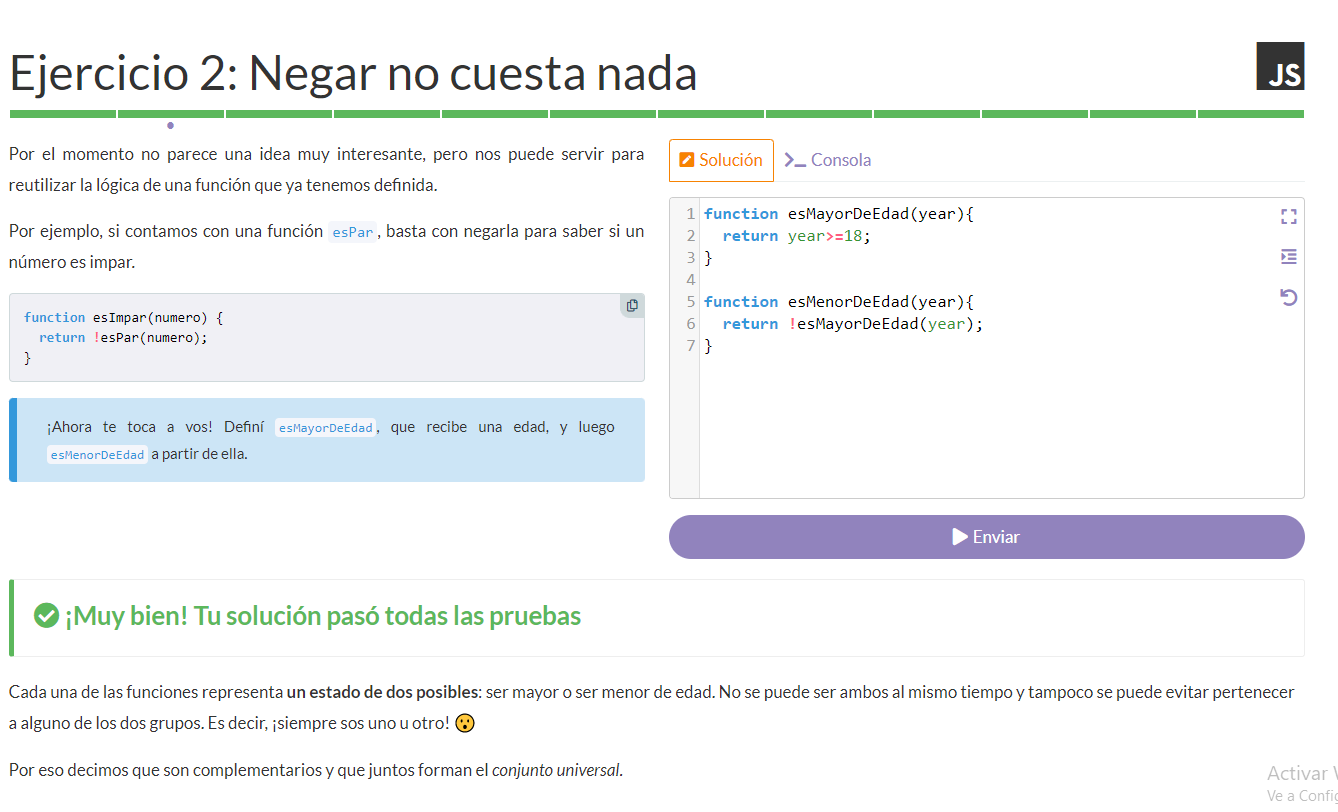 Ejercicio 2: Negar no cuesta nada
JS
Por el momento no parece una idea muy interesante, pero nos puede servir para
reutilizar la lógica de una función que ya tenemos definida.
Por ejemplo, si contamos con una función esPar, basta con negarla para saber si un
número es impar.
function esImpar(numero) {
  return !esPar(numero);
}
¡Ahora te toca a vos! Definí esMayorDeEdad, que recibe una edad, y luego
esMenorDeEdad a partir de ella.
Solución
Consola
1 function esMayorDeEdad(year){
2   return year>=18;
3 }
4
5 function esMenorDeEdad(year){
6   return !esMayorDeEdad(year);
7 }
Enviar
¡Muy bien! Tu solución pasó todas las pruebas
Cada una de las funciones representa un estado de dos posibles: ser mayor o ser menor de edad. No se puede ser ambos al mismo tiempo y tampoco se puede evitar pertenecer
a alguno de los dos grupos. Es decir, ¡siempre sos uno u otro! 😮
Por eso decimos que son complementarios y que juntos forman el conjunto universal.
Activar
Ve a